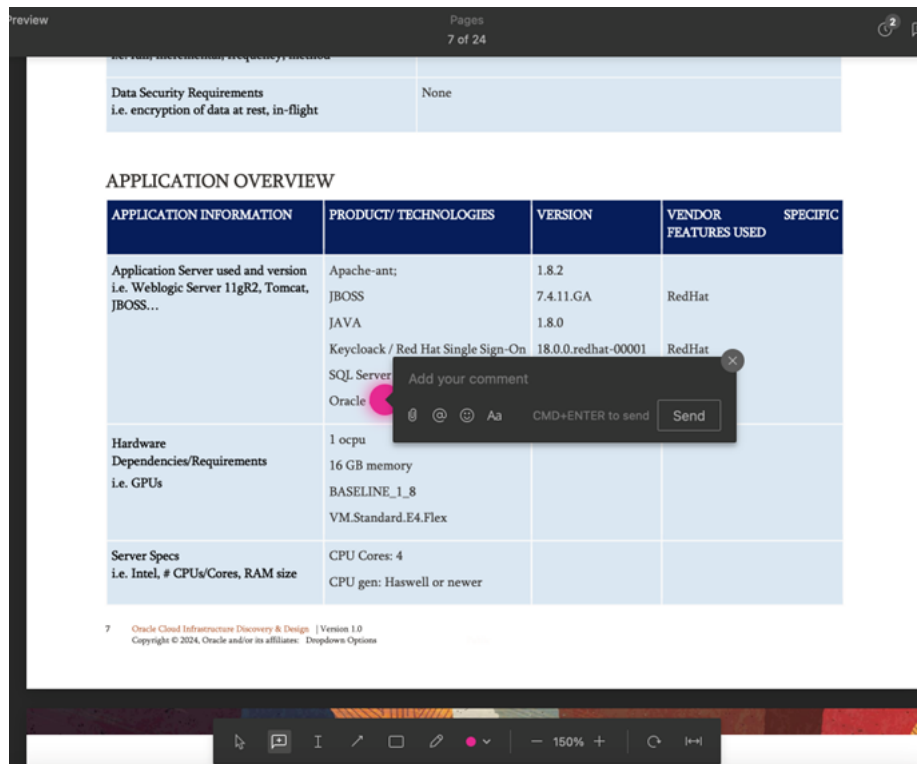 Preview
Pages
7 of 24
2
Data Security Requirements
i.e. encryption of data at rest, in-flight
None
APPLICATION OVERVIEW
APPLICATION INFORMATION
PRODUCT/ TECHNOLOGIES
VERSION
VENDOR SPECIFIC
FEATURES USED
Application Server used and version
i.e. Weblogic Server 11gR2, Tomcat,
JBOSS...
Apache-ant;
1.8.2
JBOSS
7.4.11.GA
RedHat
JAVA
1.8.0
Keycloack / Red Hat Single Sign-On
18.0.0.redhat-00001
RedHat
SQL Server
Oracle
Add your comment
Aa
CMD+ENTER to send
Send
Hardware
Dependencies/Requirements
i.e. GPUs
1 ocpu
16 GB memory
BASELINE_1_8
VM.Standard.E4.Flex
Server Specs
i.e. Intel, # CPUs/Cores, RAM size
CPU Cores: 4
CPU gen: Haswell or newer
7 Oracle Cloud Infrastructure Discovery & Design | Version 1.0
Copyright © 2024, Oracle and/or its affiliates: Dropdown Options
150%